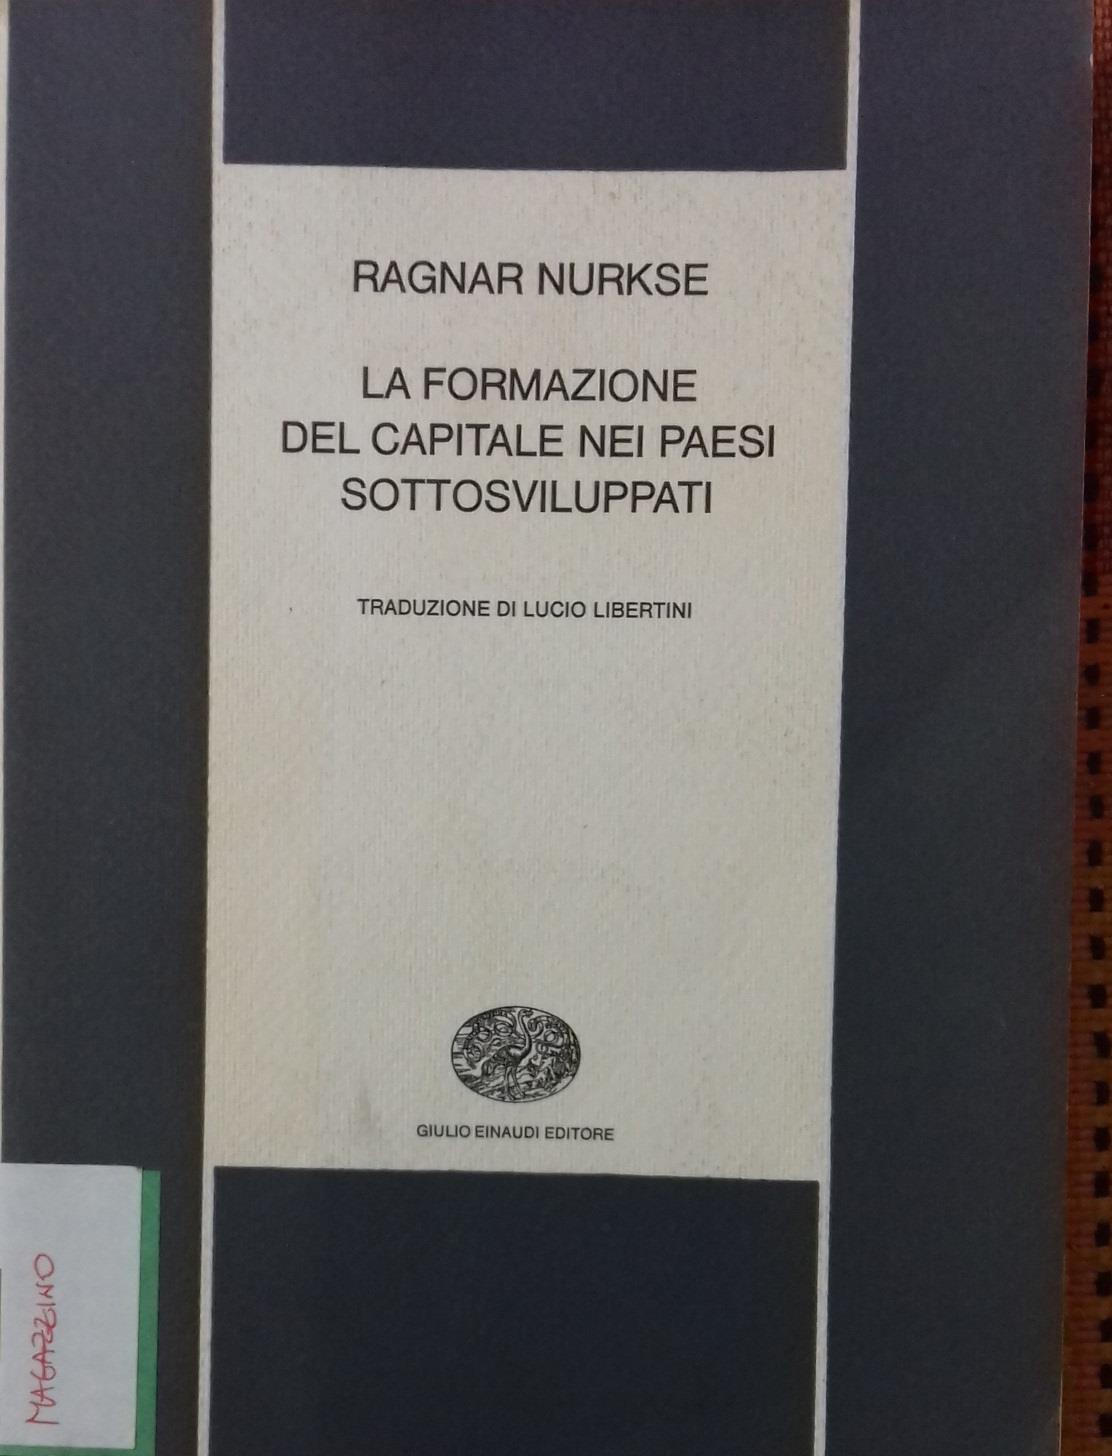 RAGNAR NURKSE
LA FORMAZIONE
DEL CAPITALE NEI PAESI
SOTTOSVILUPPATI
TRADUZIONE DI LUCIO LIBERTINI
GIULIO EINAUDI EDITORE
MAGAZZINO